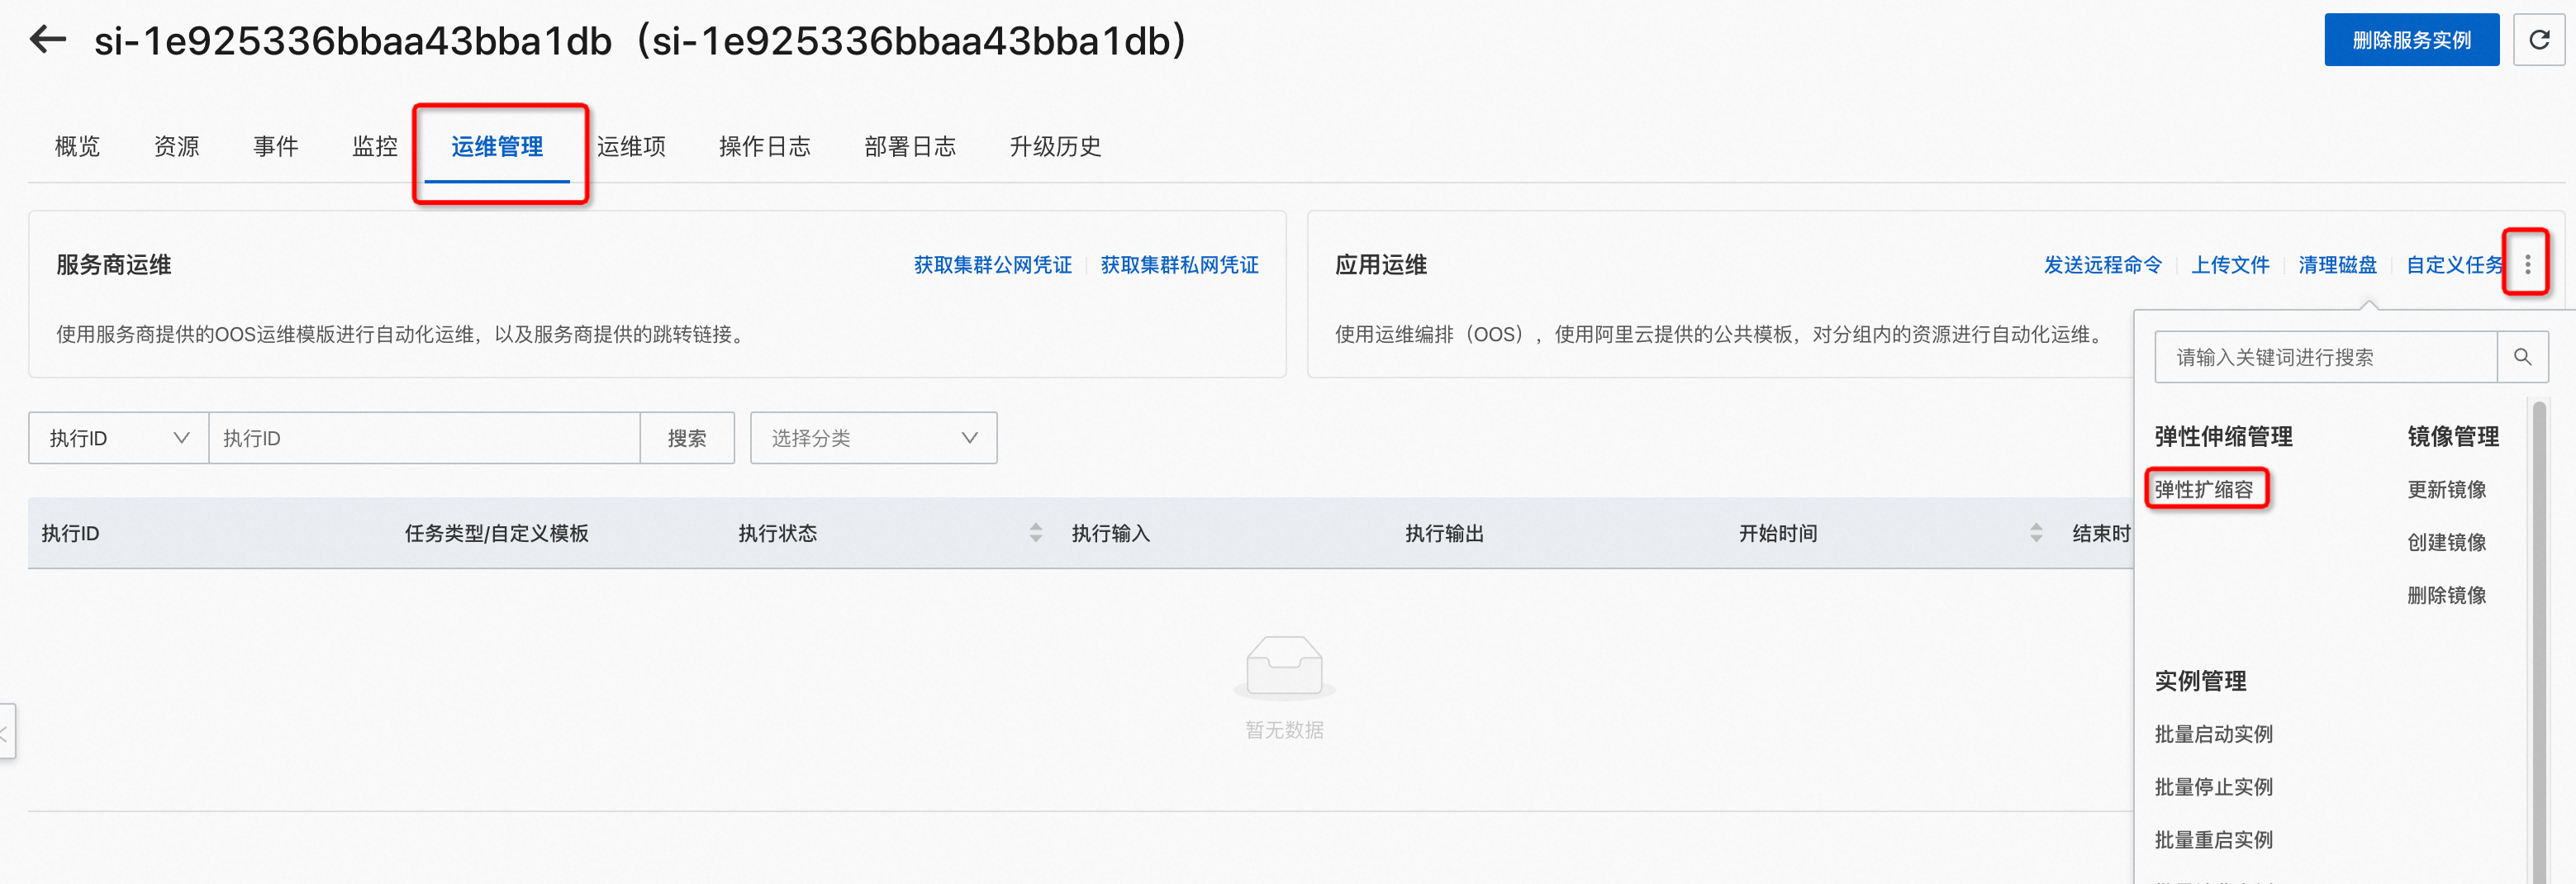 si-1e925336bbaa43bba1db（si-1e925336bbaa43bba1db）
删除服务实例
概览 资源 事件 监控 运维管理 运维项 操作日志 部署日志 升级历史
服务商运维
获取集群公网凭证 获取集群私网凭证
使用服务商提供的OOS运维模版进行自动化运维，以及服务商提供的跳转链接。
应用运维
发送远程命令 上传文件 清理磁盘 自定义任务
使用运维编排（OOS），使用阿里云提供的公共模板，对分组内的资源进行自动化运维。
请输入关键词进行搜索
弹性伸缩管理
弹性扩缩容
镜像管理
更新镜像
创建镜像
删除镜像
实例管理
批量启动实例
批量停止实例
批量重启实例
执行ID 执行ID 搜索 选择分类
执行ID 任务类型/自定义模板 执行状态 执行输入 执行输出 开始时间 结束时
暂无数据